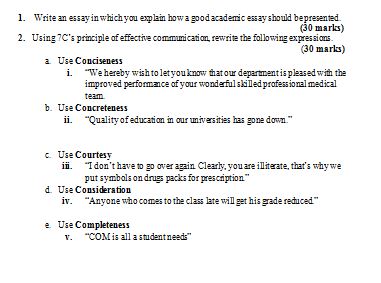 1. Write an essay in which you explain how a good academic essay should be presented.
(30 marks)
2. Using 7C's principle of effective communication, rewrite the following expressions.
(30 marks)
a. Use Conciseness
i. "We hereby wish to let you know that our department is pleased with the
improved performance of your wonderful skilled professional medical
team.
b. Use Concreteness
ii. "Quality of education in our universities has gone down."
c. Use Courtesy
iii. "I don't have to go over again. Clearly, you are illiterate, that's why we
put symbols on drugs packs for prescription."
d. Use Consideration
iv. "Anyone who comes to the class late will get his grade reduced."
e. Use Completeness
v. "COM is all a student needs"